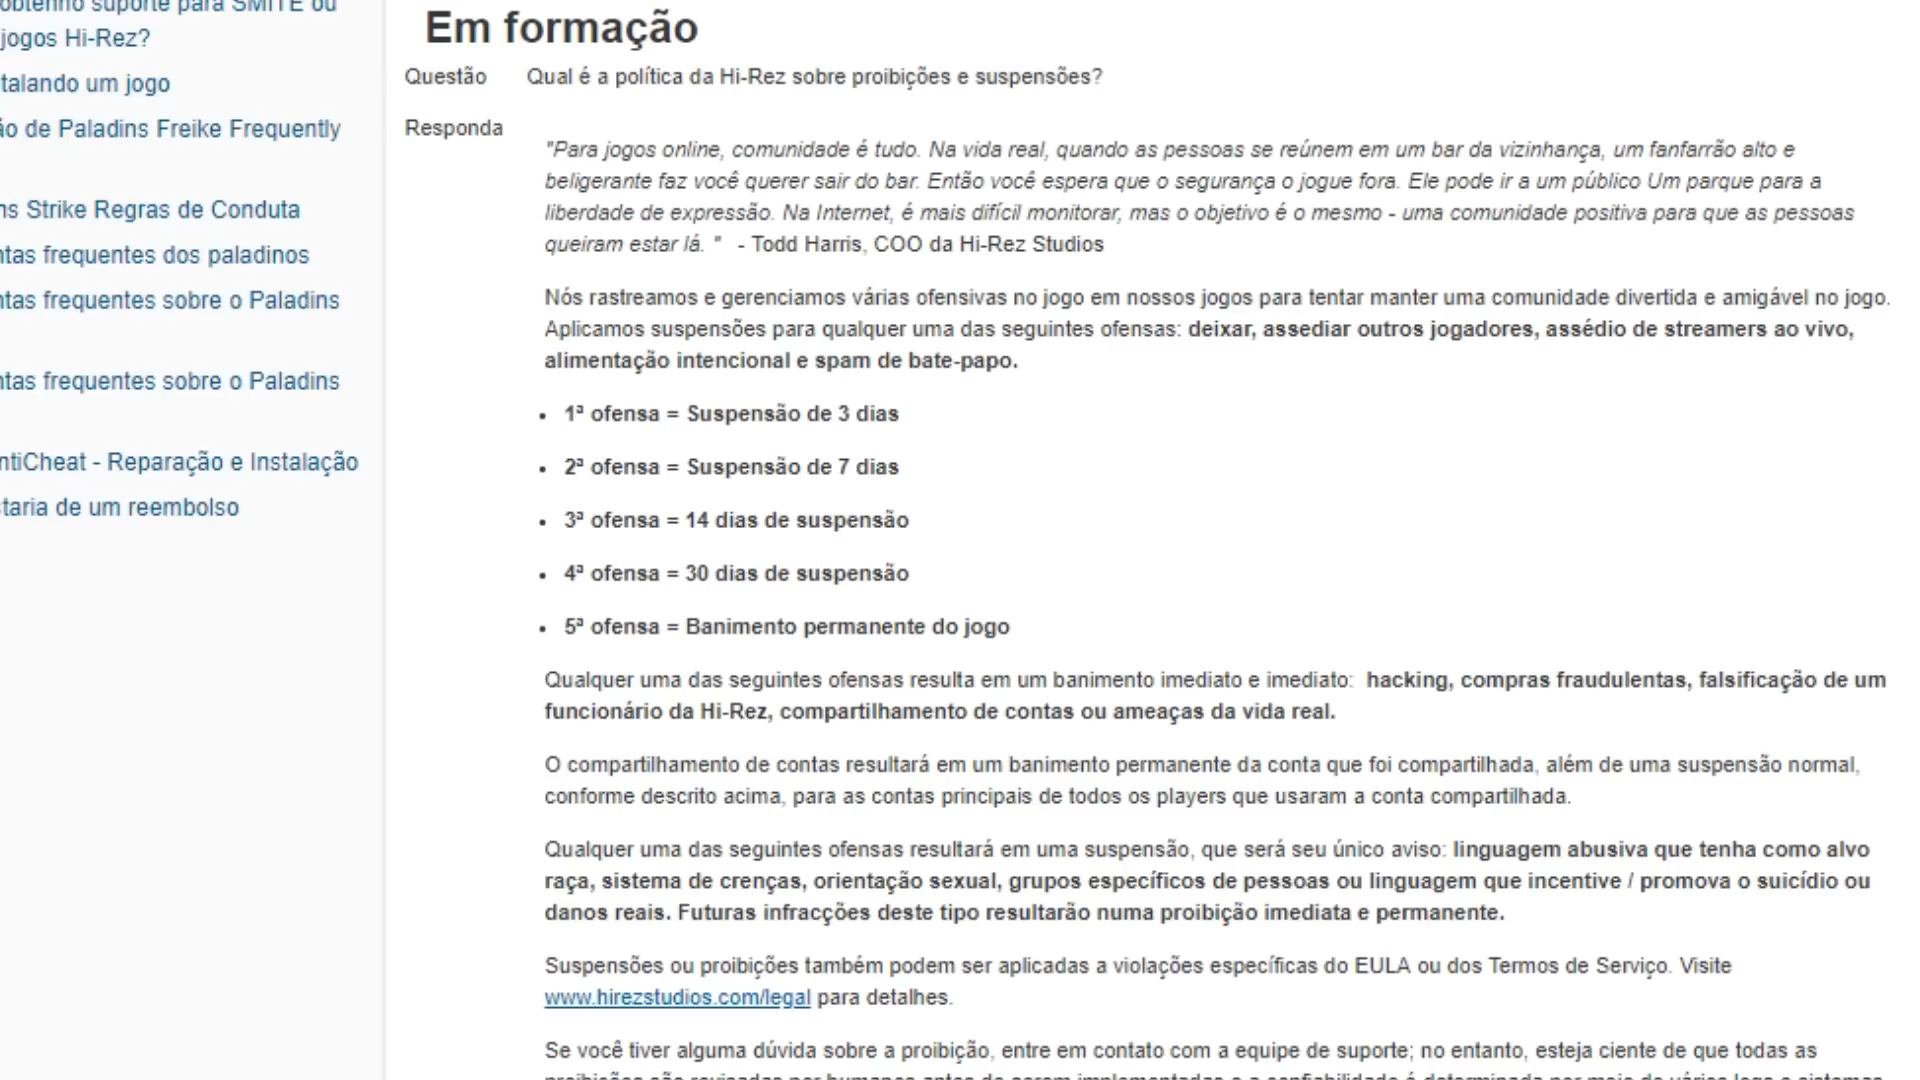 obtenho suporte para SMITE ou
jogos Hi-Rez?
talando um jogo
ão de Paladins Freike Frequently
ns Strike Regras de Conduta
ntas frequentes dos paladinos
ntas frequentes sobre o Paladins
ntas frequentes sobre o Paladins
ntiCheat - Reparação e Instalação
staria de um reembolso
Em formação
Questão Qual é a política da Hi-Rez sobre proibições e suspensões?
Responda
"Para jogos online, comunidade é tudo. Na vida real, quando as pessoas se reúnem em um bar da vizinhança, um fanfarrão alto e
beligerante faz você querer sair do bar. Então você espera que o segurança o jogue fora. Ele pode ir a um público Um parque para a
liberdade de expressão. Na Internet, é mais difícil monitorar, mas o objetivo é o mesmo - uma comunidade positiva para que as pessoas
queiram estar lá. " - Todd Harris, COO da Hi-Rez Studios
Nós rastreamos e gerenciamos várias ofensivas no jogo em nossos jogos para tentar manter uma comunidade divertida e amigável no jogo.
Aplicamos suspensões para qualquer uma das seguintes ofensas: deixar, assediar outros jogadores, assédio de streamers ao vivo,
alimentação intencional e spam de bate-papo.
• 1ª ofensa = Suspensão de 3 dias
• 2ª ofensa = Suspensão de 7 dias
• 3ª ofensa = 14 dias de suspensão
• 4ª ofensa = 30 dias de suspensão
• 5ª ofensa = Banimento permanente do jogo
Qualquer uma das seguintes ofensas resulta em um banimento imediato e imediato: hacking, compras fraudulentas, falsificação de um
funcionário da Hi-Rez, compartilhamento de contas ou ameaças da vida real.
O compartilhamento de contas resultará em um banimento permanente da conta que foi compartilhada, além de uma suspensão normal,
conforme descrito acima, para as contas principais de todos os players que usaram a conta compartilhada.
Qualquer uma das seguintes ofensas resultará em uma suspensão, que será seu único aviso: linguagem abusiva que tenha como alvo
raça, sistema de crenças, orientação sexual, grupos específicos de pessoas ou linguagem que incentive / promova o suicídio ou
danos reais. Futuras infracções deste tipo resultarão numa proibição imediata e permanente.
Suspensões ou proibições também podem ser aplicadas a violações específicas do EULA ou dos Termos de Serviço. Visite
www.hirezstudios.com/legal para detalhes.
Se você tiver alguma dúvida sobre a proibição, entre em contato com a equipe de suporte; no entanto, esteja ciente de que todas as
proibições são revisadas por humanos antes de serem implementadas e a confiabilidade é determinada por meio de vários logs e sistemas